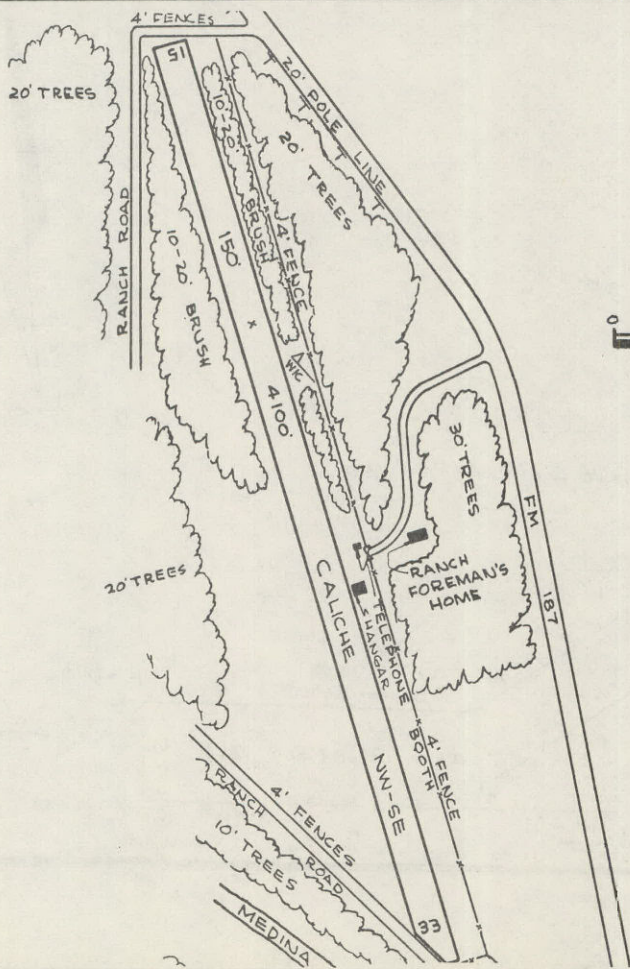 4' FENCES
15
20' TREES
20' POLE LINE
10-20' BRUSH
20' TREES
4' FENCE
RANCH ROAD
150'
10-20' BRUSH
4100'
30' TREES
FM 187
RANCH
FOREMAN'S
HOME
20' TREES
CALICHE
TELEPHONE BOOTH
HANGAR
4' FENCE
NW-SE
4' FENCES
RANCH ROAD
10' TREES
MEDINA
33